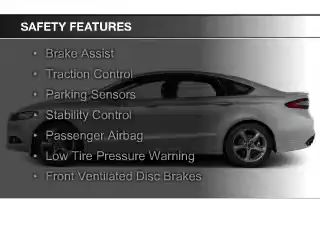 SAFETY FEATURES
• Brake Assist
• Traction Control
• Parking Sensors
• Stability Control
• Passenger Airbag
• Low Tire Pressure Warning
• Front Ventilated Disc Brakes